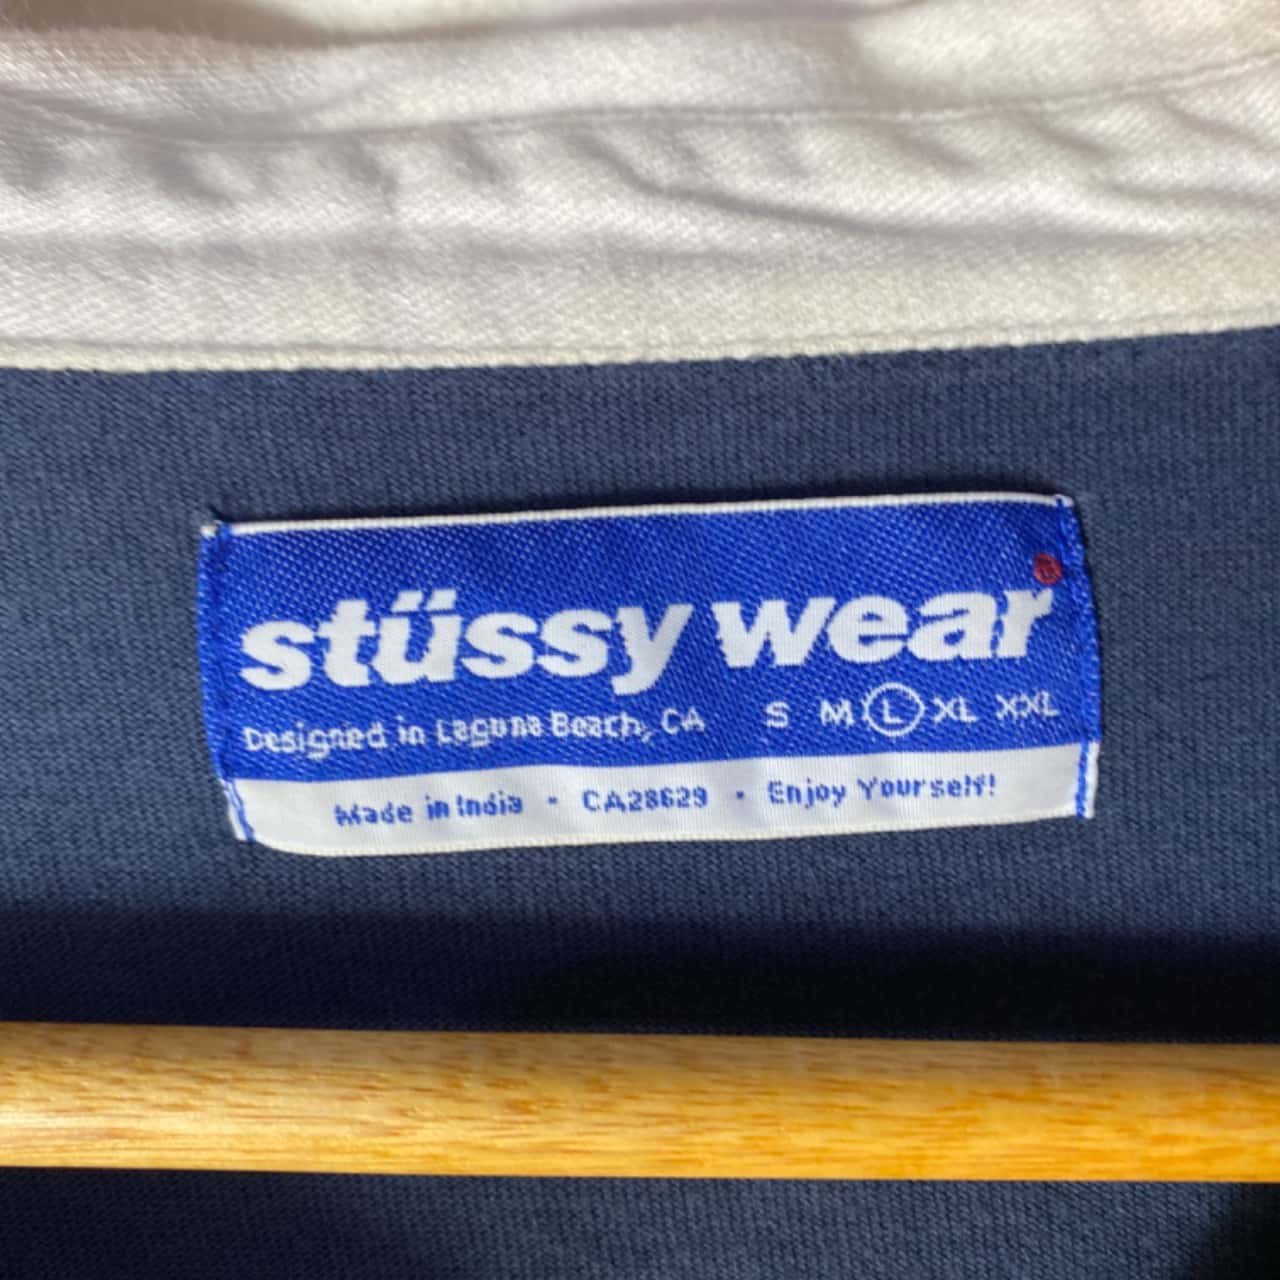 stüssy wear
Designed in Laguna Beach, CA S M L XL XXL
Made in India · CA28629 · Enjoy Yourself!